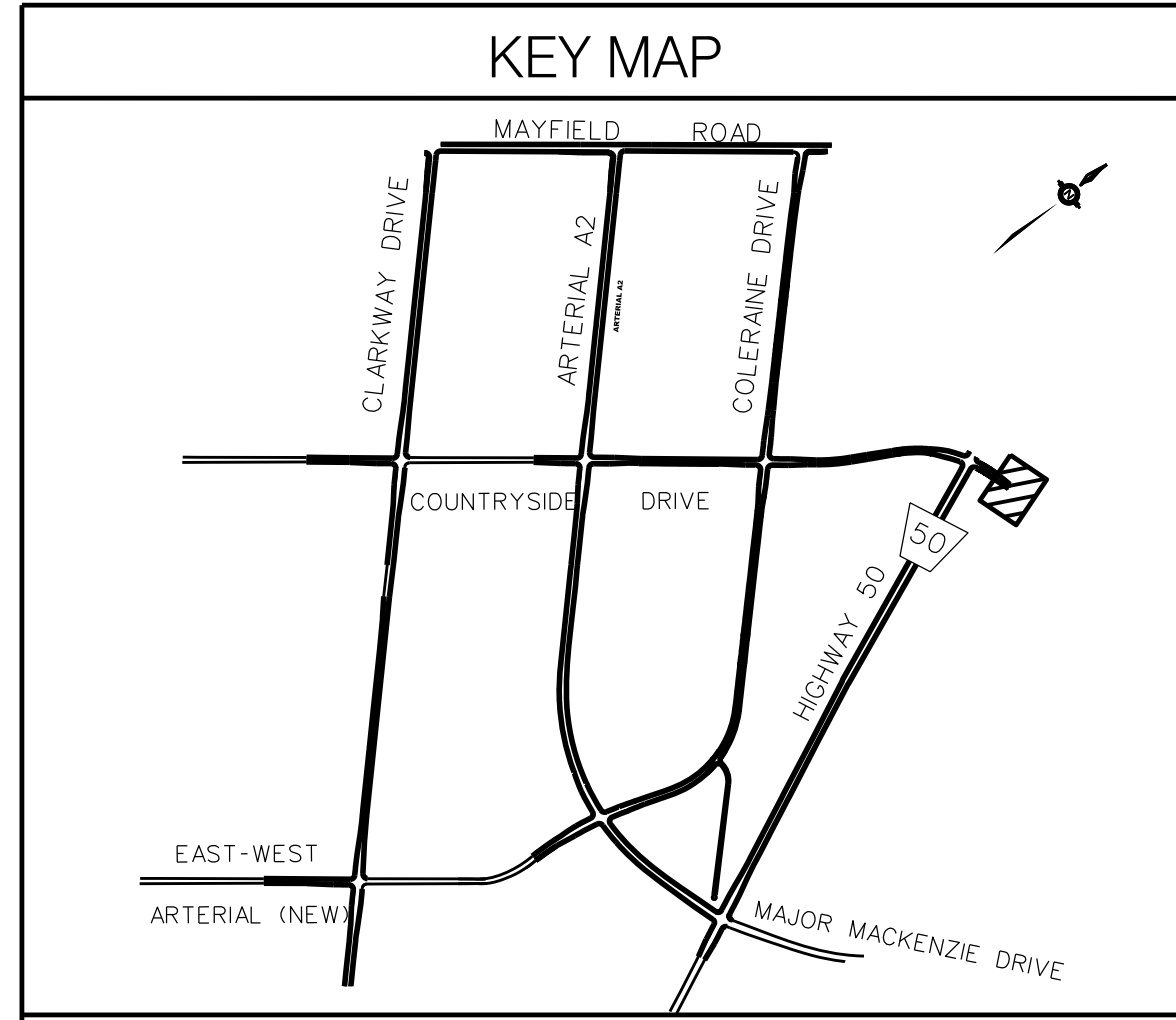 KEY MAP
MAYFIELD ROAD
CLARKWAY DRIVE
ARTERIAL A2
ARTERIAL A2
COLERAINE DRIVE
N
COUNTRYSIDE DRIVE
50
HIGHWAY 50
EAST-WEST
ARTERIAL (NEW)
MAJOR MACKENZIE DRIVE